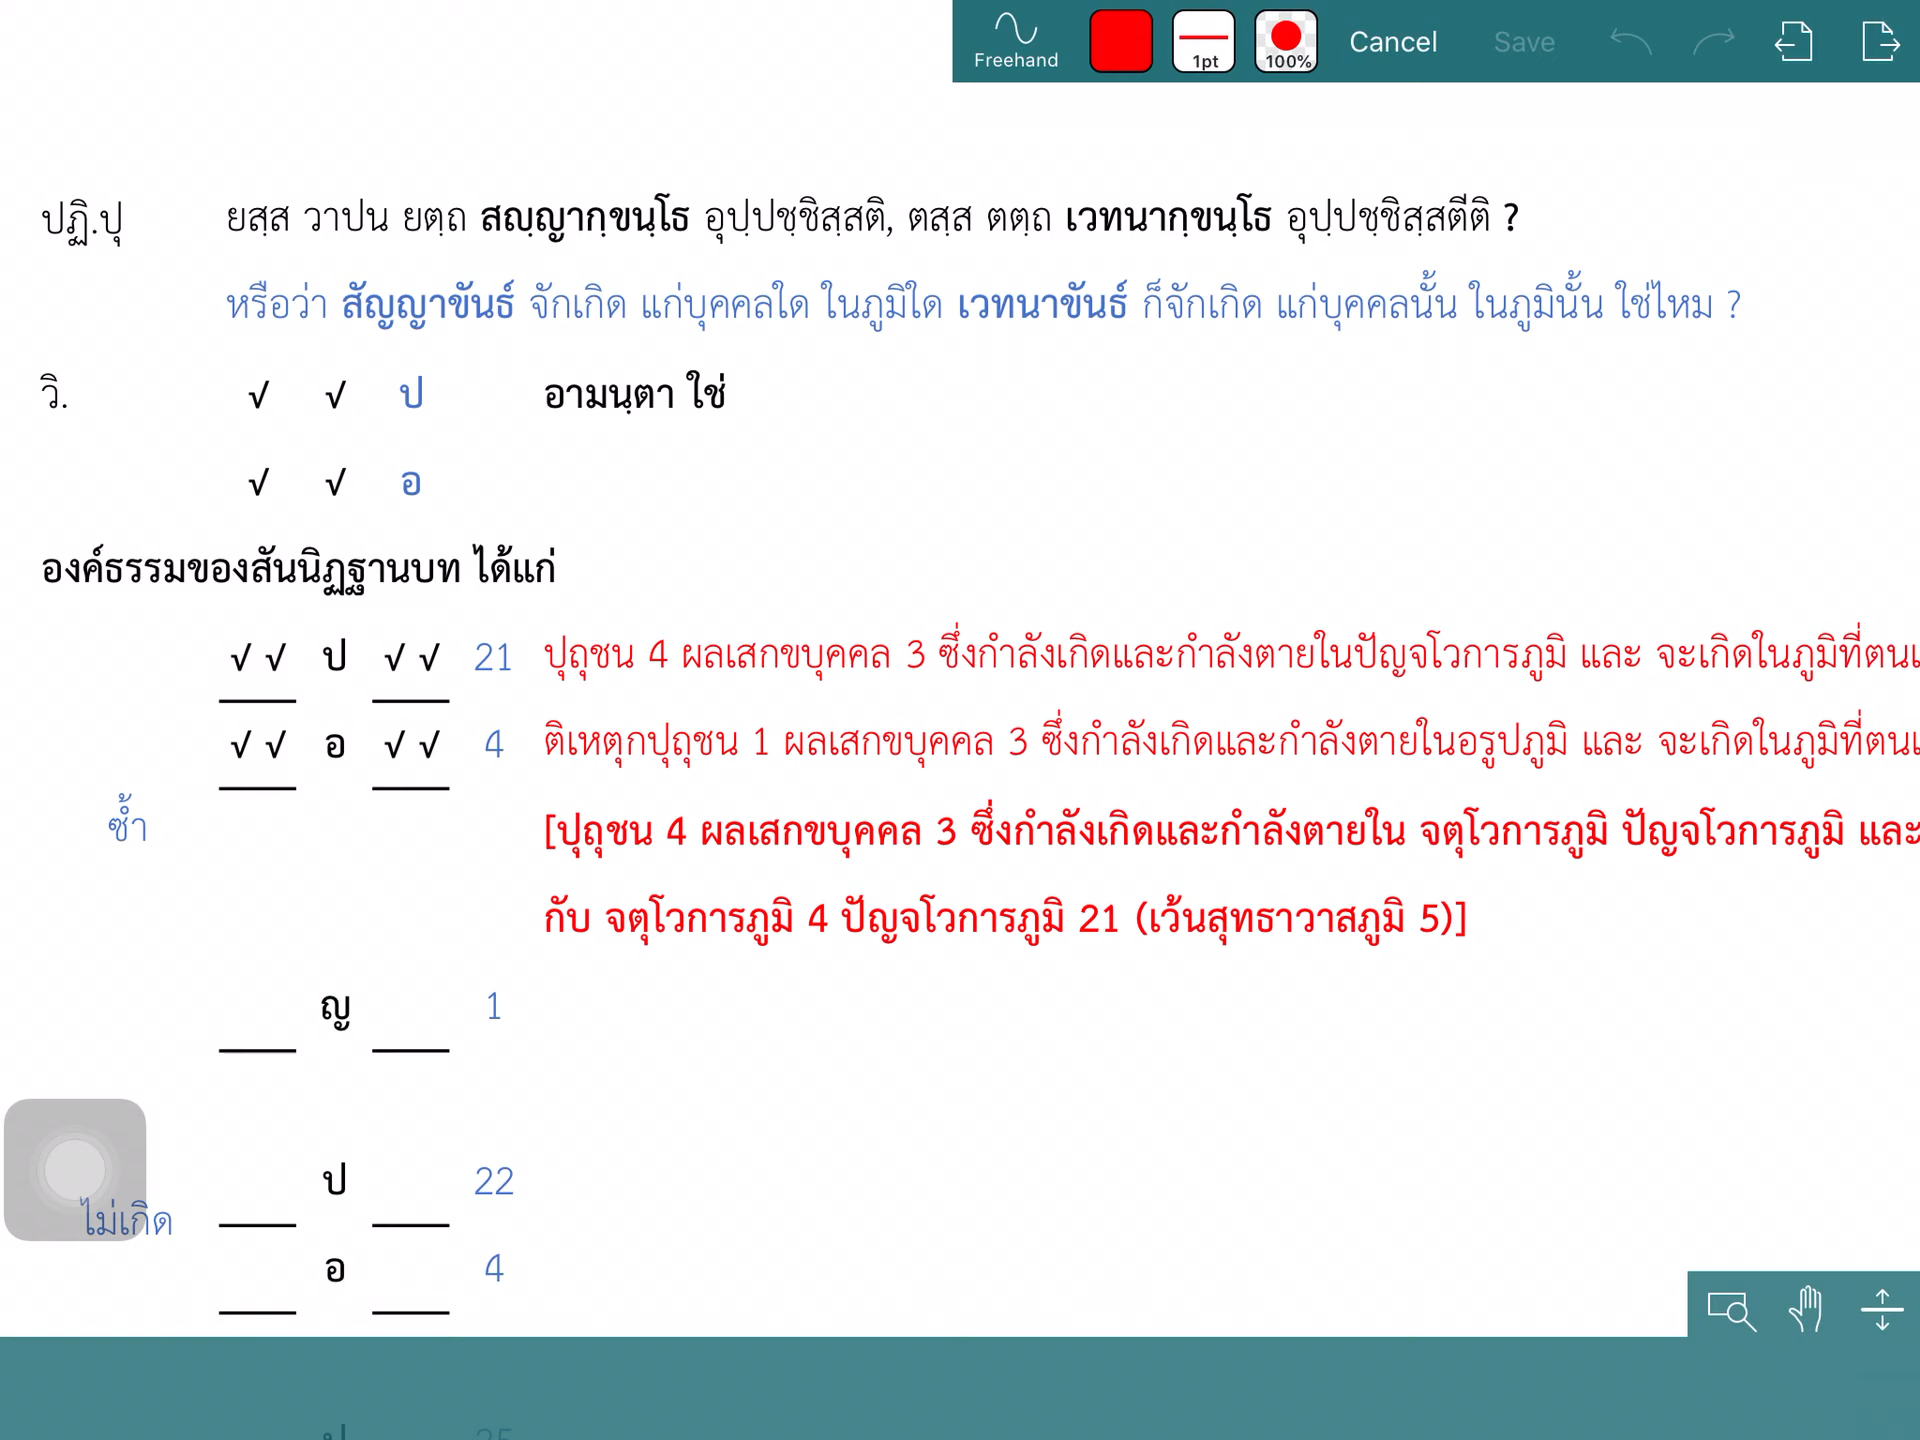 Freehand 1pt 100% Cancel Save
ปฏิ.ปุ ยสฺส วาปน ยตฺถ สญฺญากฺขนฺโธ อุปฺปชฺชิสฺสติ, ตสฺส ตตฺถ เวทนากฺขนฺโธ อุปฺปชฺชิสฺสตีติ ?
หรือว่า สัญญาขันธ์ จักเกิด แก่บุคคลใด ในภูมิใด เวทนาขันธ์ ก็จักเกิด แก่บุคคลนั้น ในภูมินั้น ใช่ไหม ?
วิ. √ √ ป อามนฺตา ใช่
√ √ อ
องค์ธรรมของสันนิฏฐานบท ได้แก่
√ √ ป √ √ 21 ปุถุชน 4 ผลเสกขบุคคล 3 ซึ่งกำลังเกิดและกำลังตายในปัญจโวการภูมิ และ จะเกิดในภูมิที่ตน
√ √ อ √ √ 4 ติเหตุกปุถุชน 1 ผลเสกขบุคคล 3 ซึ่งกำลังเกิดและกำลังตายในอรูปภูมิ และ จะเกิดในภูมิที่ตน
ซ้ำ [ปุถุชน 4 ผลเสกขบุคคล 3 ซึ่งกำลังเกิดและกำลังตายใน จตุโวการภูมิ ปัญจโวการภูมิ และ
กับ จตุโวการภูมิ 4 ปัญจโวการภูมิ 21 (เว้นสุทธาวาสภูมิ 5)]
ญ 1
ป 22
ไม่เกิด
อ 4